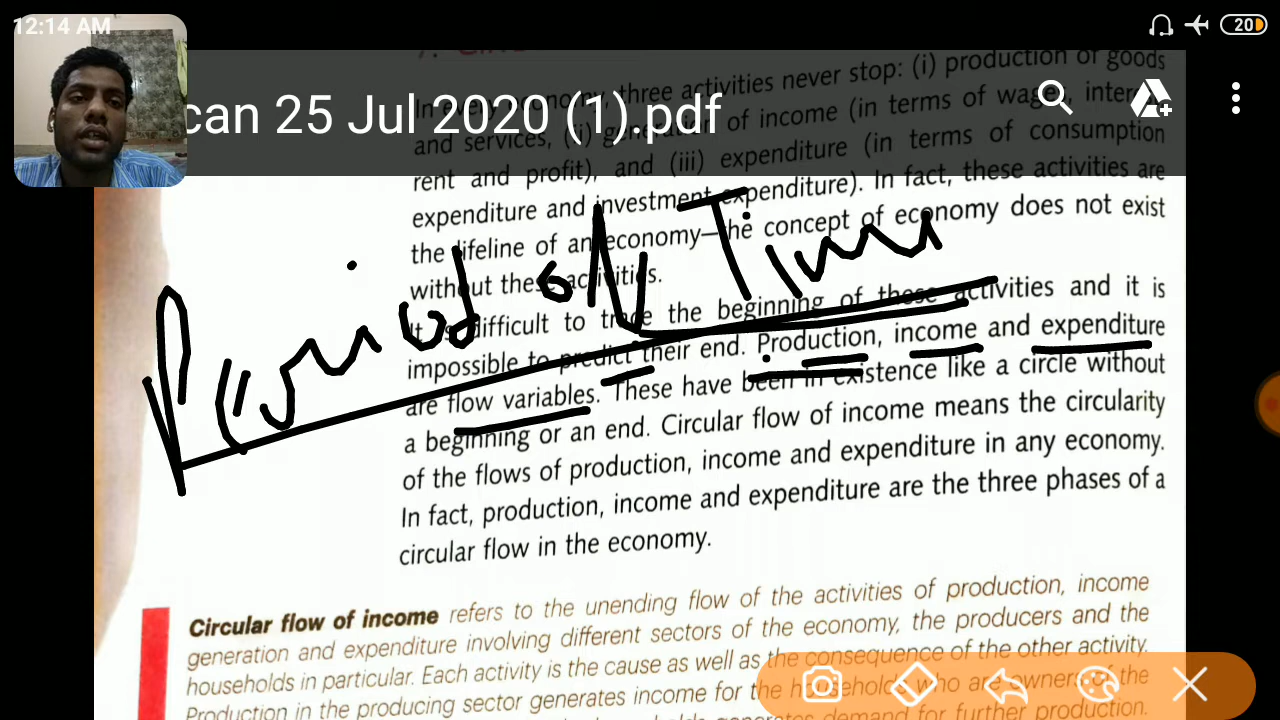 12:14 AM
20
can 25 Jul 2020 (1).pdf
three activities never stop: (i) production of goods
and services, (ii) generation of income (in terms of wages, interest,
rent and profit), and (iii) expenditure (in terms of consumption
expenditure and investment expenditure). In fact, these activities are
the lifeline of an economy—the concept of economy does not exist
without these activities.
It is difficult to trace the beginning of these activities and it is
impossible to predict their end. Production, income and expenditure
are flow variables. These have been in existence like a circle without
a beginning or an end. Circular flow of income means the circularity
of the flows of production, income and expenditure in any economy.
In fact, production, income and expenditure are the three phases of a
circular flow in the economy.
Period of Time
Circular flow of income refers to the unending flow of the activities of production, income
generation and expenditure involving different sectors of the economy, the producers and the
households in particular. Each activity is the cause as well as the consequence of the other activity.
Production in the producing sector generates income for the households who are owners of the
demand for further production.